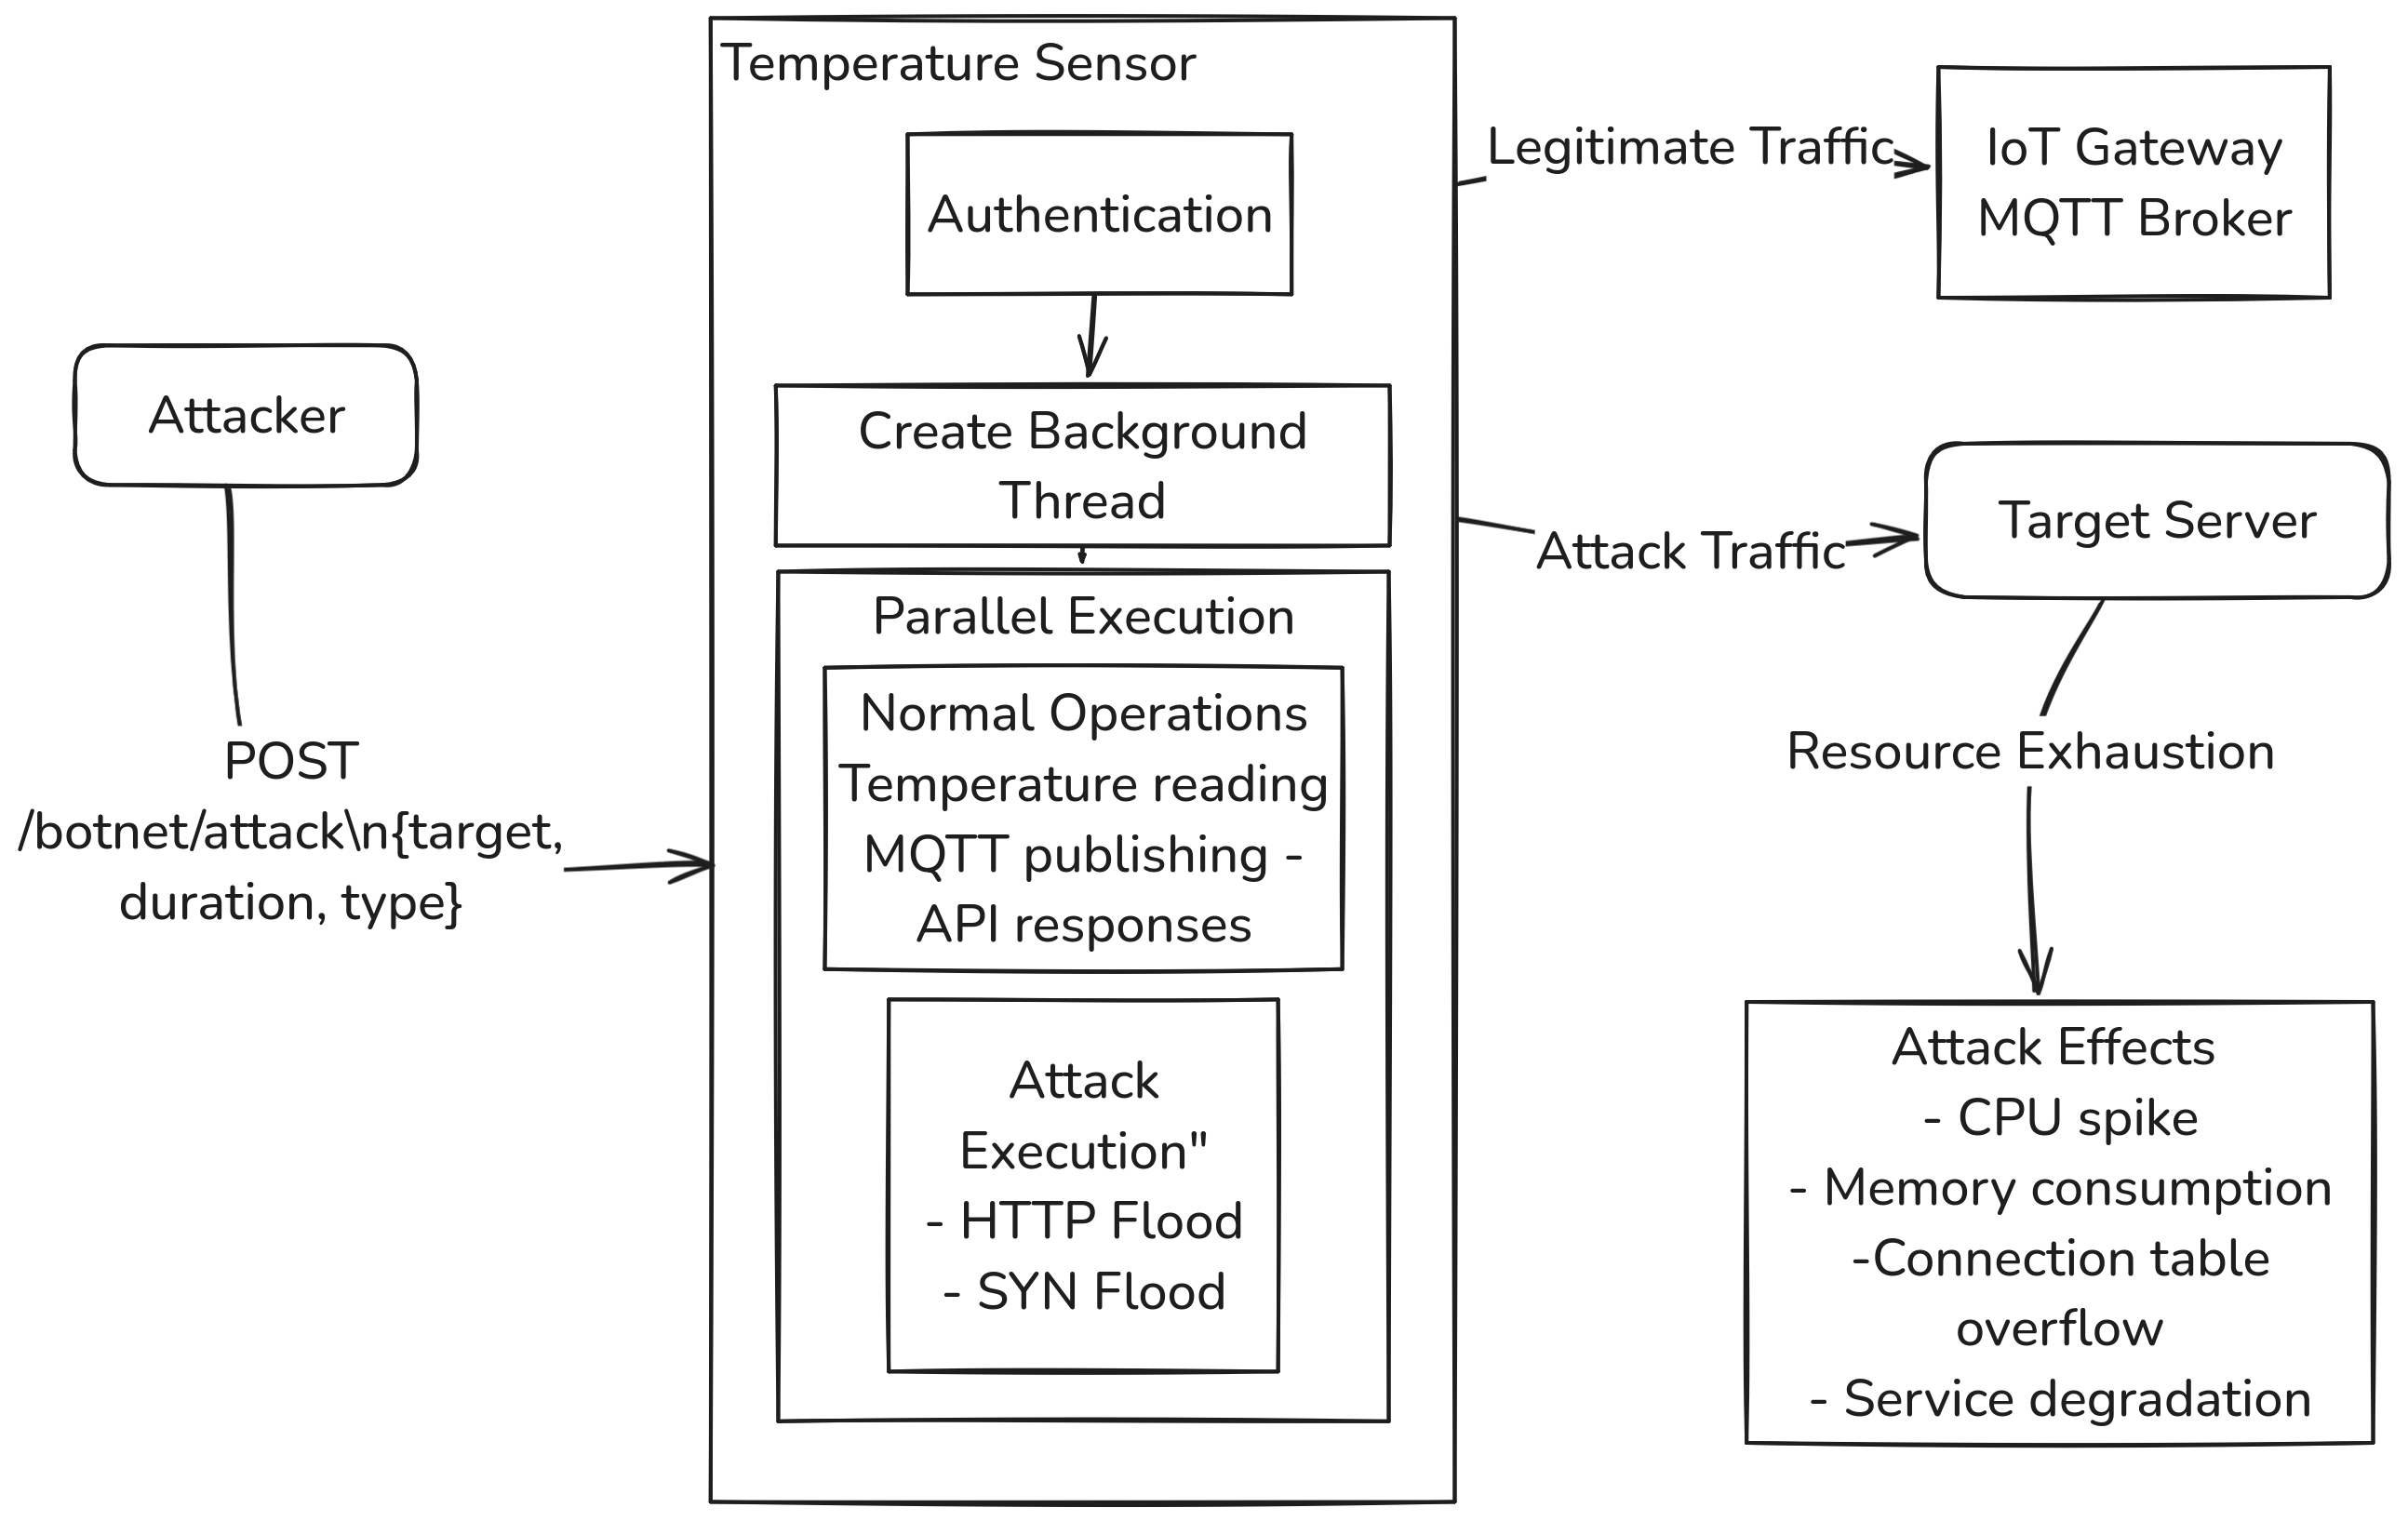 Temperature Sensor
Authentication
Create Background
Thread
Parallel Execution
Normal Operations
Temperature reading
MQTT publishing -
API responses
Attack
Execution"
- HTTP Flood
- SYN Flood
Attacker
POST
/botnet/attack\n{target,
duration, type}
Legitimate Traffic
IoT Gateway
MQTT Broker
Attack Traffic
Target Server
Resource Exhaustion
Attack Effects
- CPU spike
- Memory consumption
-Connection table
overflow
- Service degradation